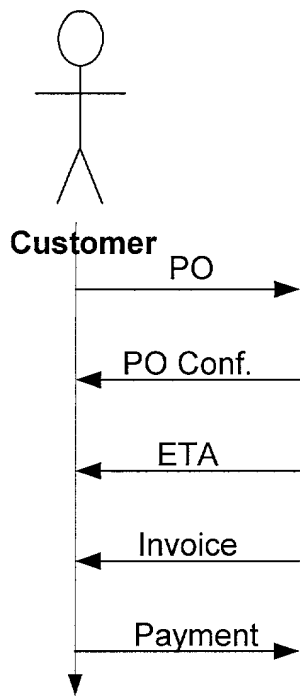 Customer
PO
PO Conf.
ETA
Invoice
Payment